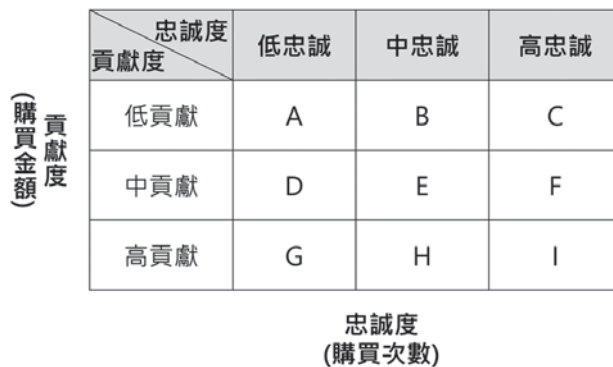 忠誠度
貢獻度
低忠誠 中忠誠 高忠誠
低貢獻 A B C
中貢獻 D E F
高貢獻 G H I
貢獻度
(購買金額)
忠誠度
(購買次數)